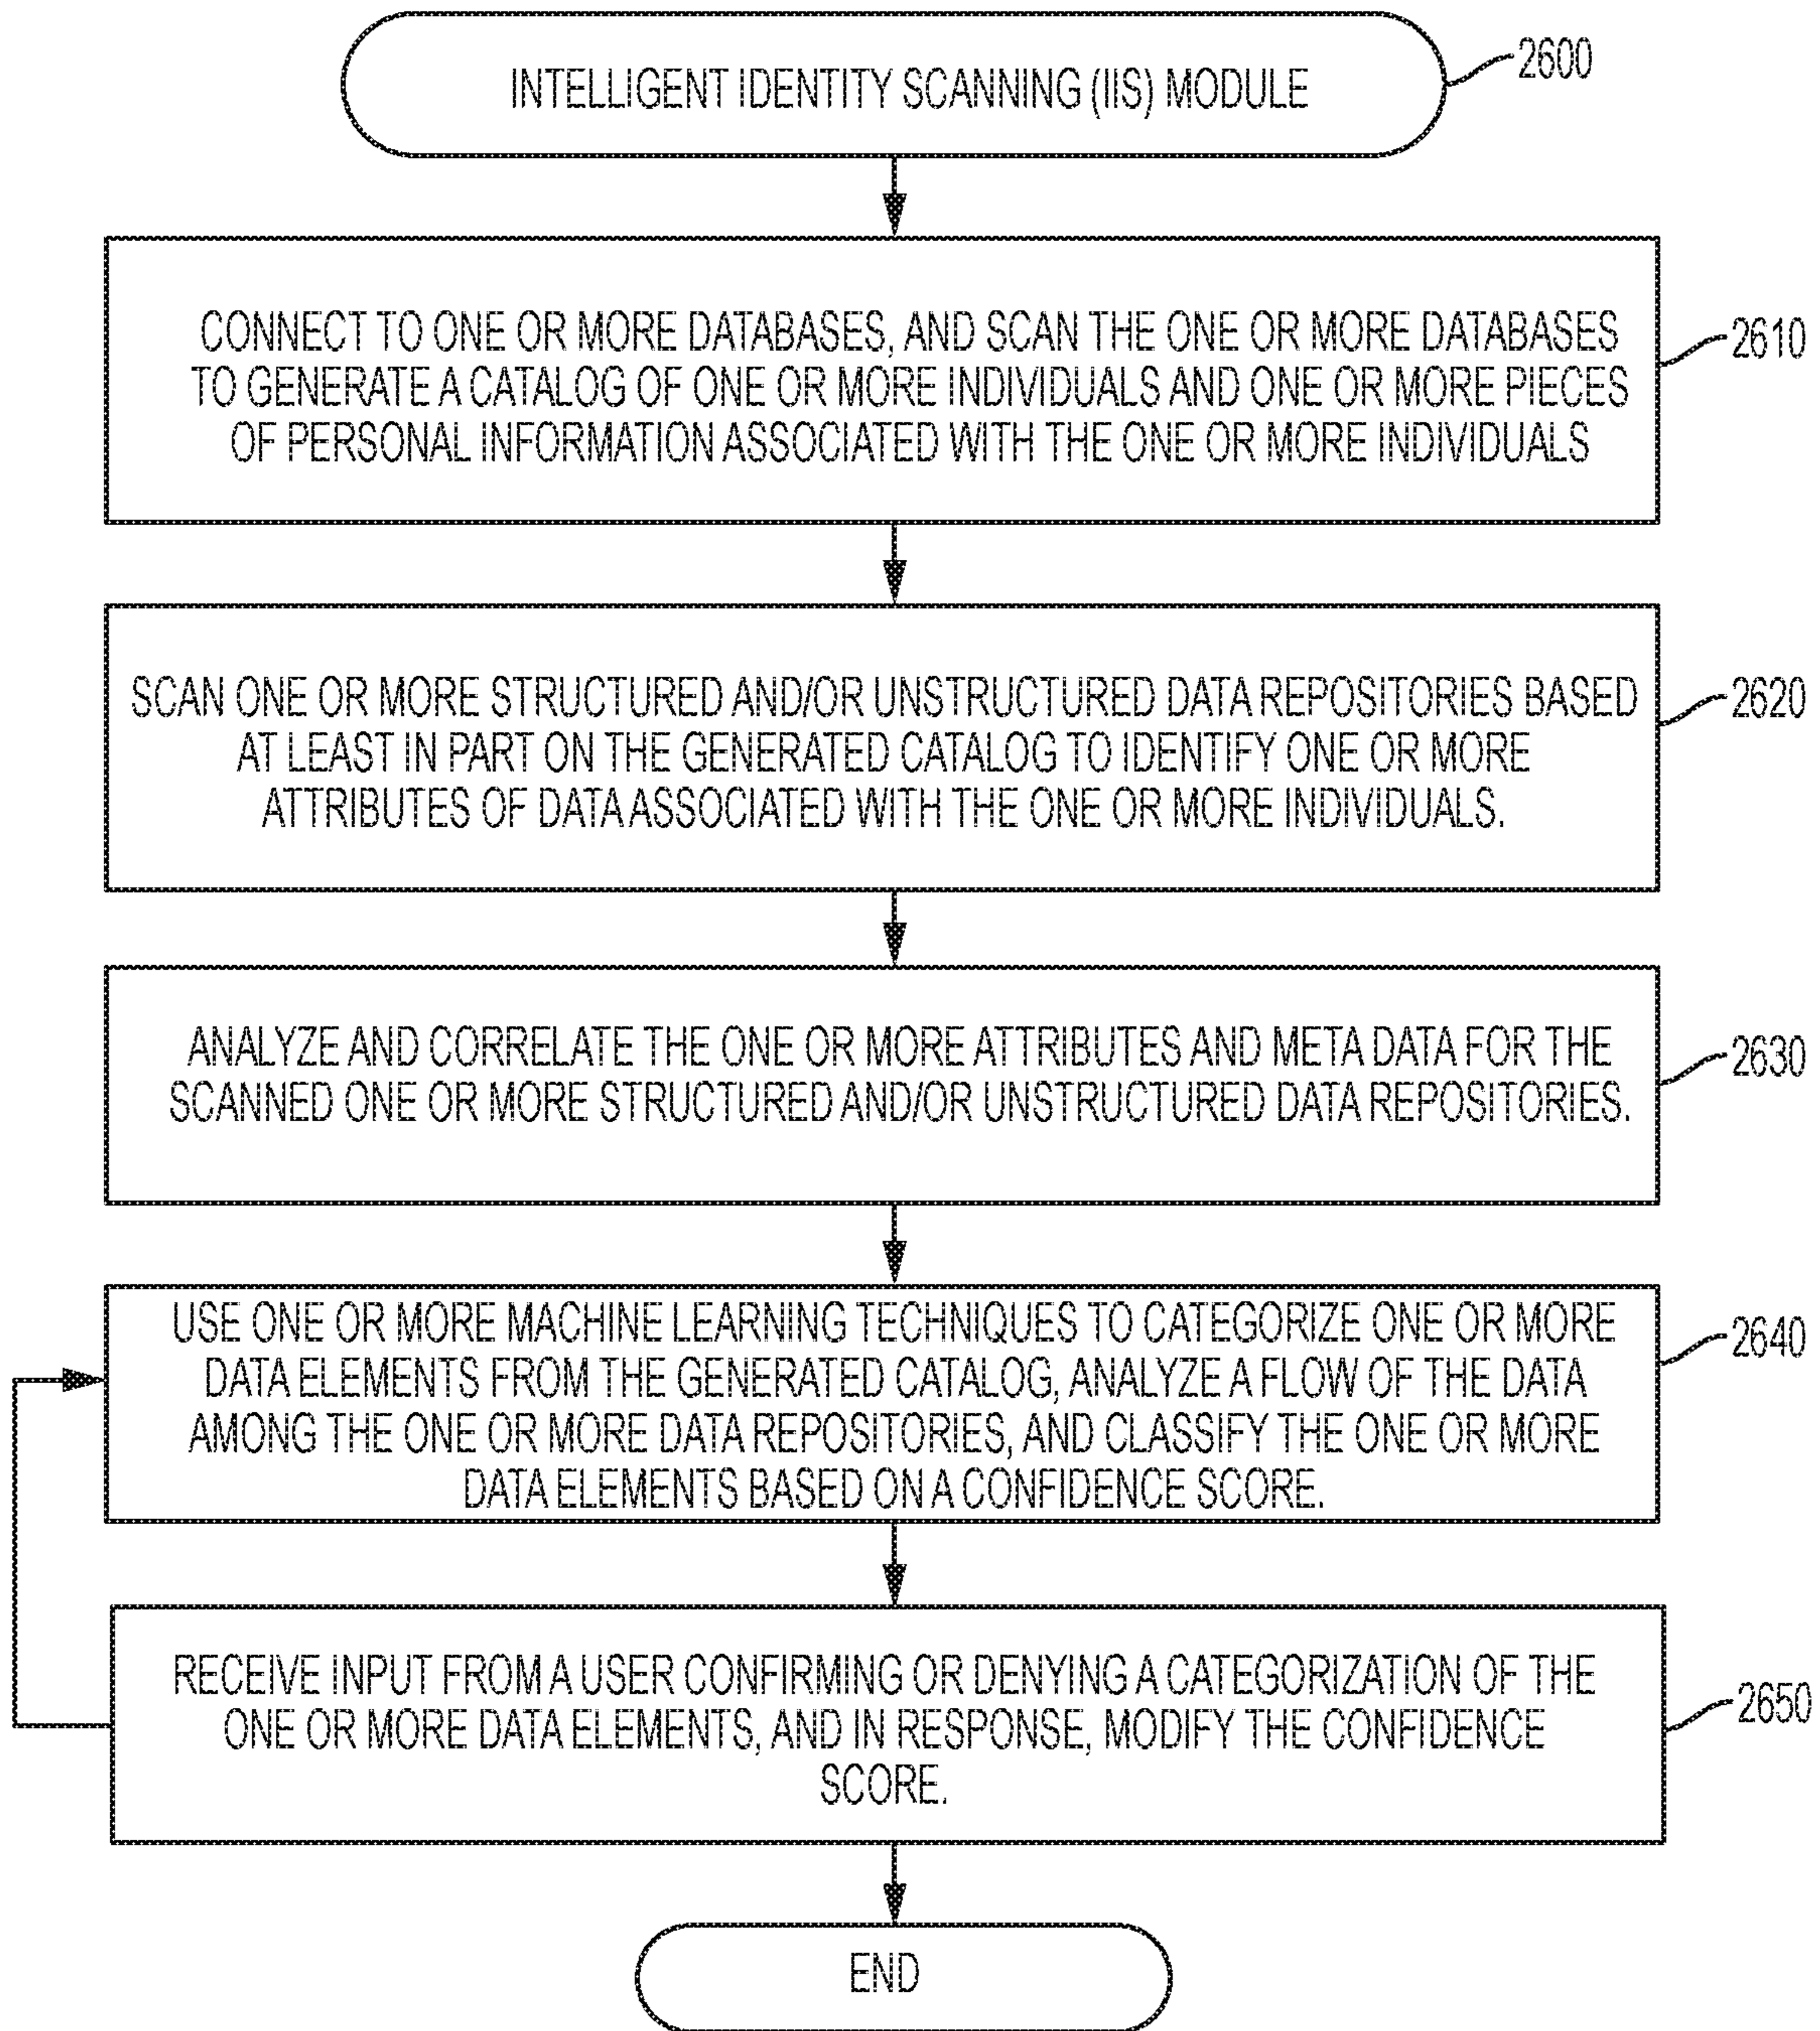 INTELLIGENT IDENTITY SCANNING (IIS) MODULE
2600
CONNECT TO ONE OR MORE DATABASES, AND SCAN THE ONE OR MORE DATABASES
TO GENERATE A CATALOG OF ONE OR MORE INDIVIDUALS AND ONE OR MORE PIECES
OF PERSONAL INFORMATION ASSOCIATED WITH THE ONE OR MORE INDIVIDUALS
2610
SCAN ONE OR MORE STRUCTURED AND/OR UNSTRUCTURED DATA REPOSITORIES BASED
AT LEAST IN PART ON THE GENERATED CATALOG TO IDENTIFY ONE OR MORE
ATTRIBUTES OF DATA ASSOCIATED WITH THE ONE OR MORE INDIVIDUALS.
2620
ANALYZE AND CORRELATE THE ONE OR MORE ATTRIBUTES AND META DATA FOR THE
SCANNED ONE OR MORE STRUCTURED AND/OR UNSTRUCTURED DATA REPOSITORIES.
2630
USE ONE OR MORE MACHINE LEARNING TECHNIQUES TO CATEGORIZE ONE OR MORE
DATA ELEMENTS FROM THE GENERATED CATALOG, ANALYZE A FLOW OF THE DATA
AMONG THE ONE OR MORE DATA REPOSITORIES, AND CLASSIFY THE ONE OR MORE
DATA ELEMENTS BASED ON A CONFIDENCE SCORE.
2640
RECEIVE INPUT FROM A USER CONFIRMING OR DENYING A CATEGORIZATION OF THE
ONE OR MORE DATA ELEMENTS, AND IN RESPONSE, MODIFY THE CONFIDENCE
SCORE.
2650
END